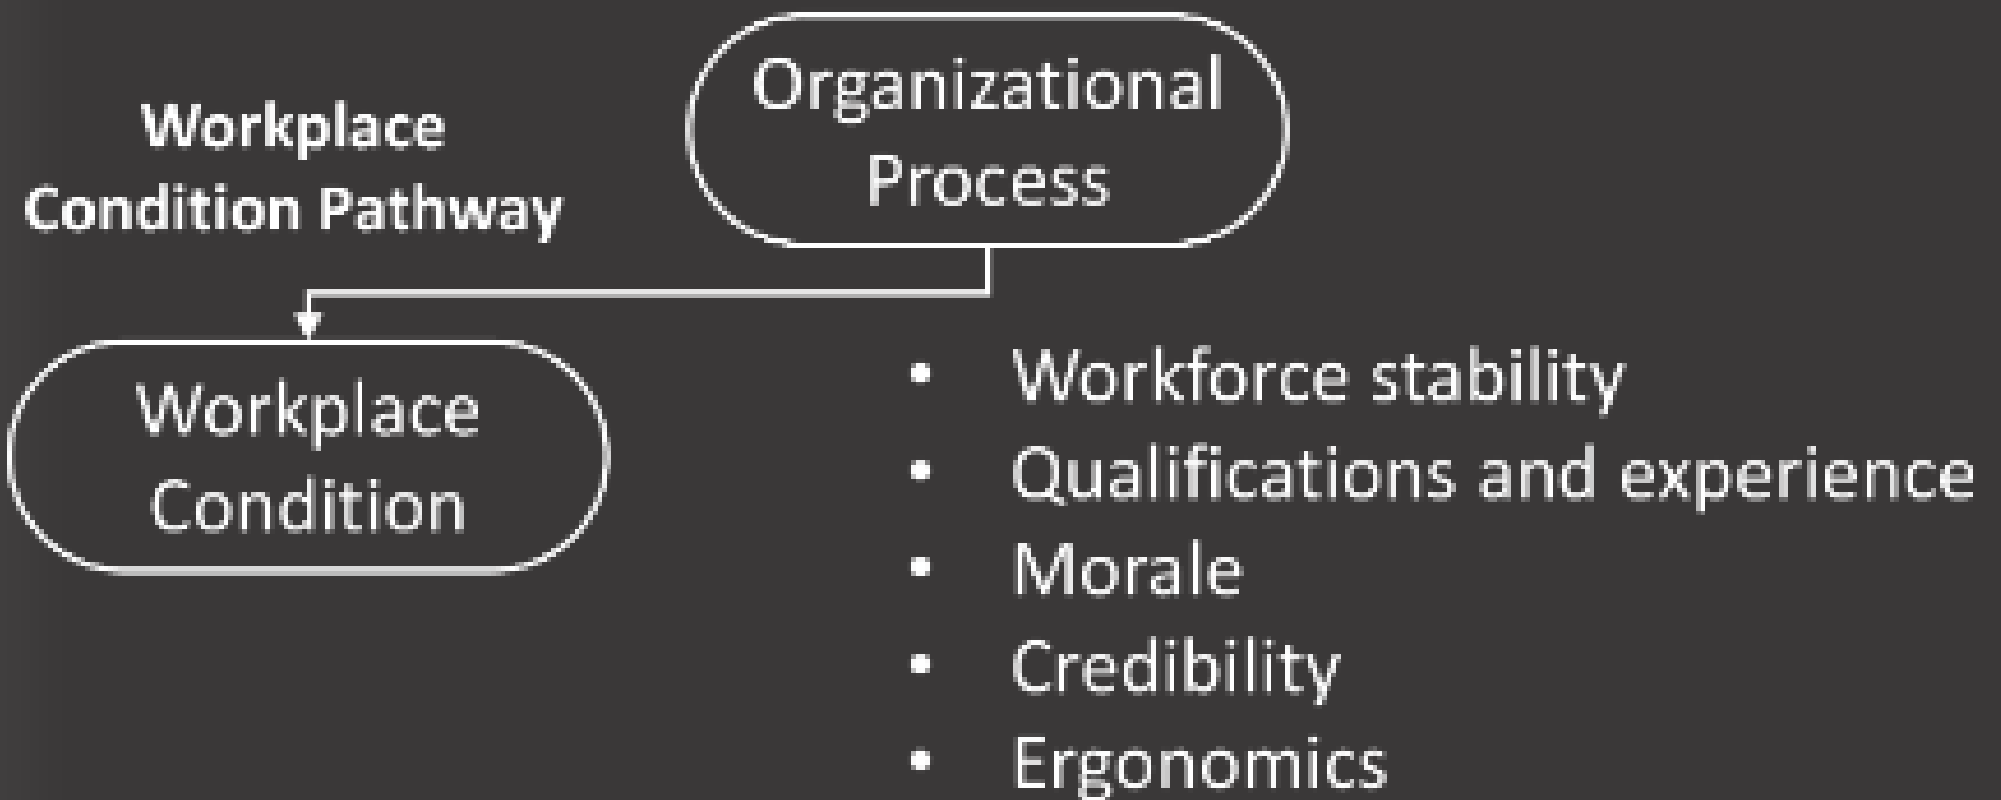 Organizational
Process
Workplace
Condition Pathway
Workplace
Condition
• Workforce stability
• Qualifications and experience
• Morale
• Credibility
• Ergonomics